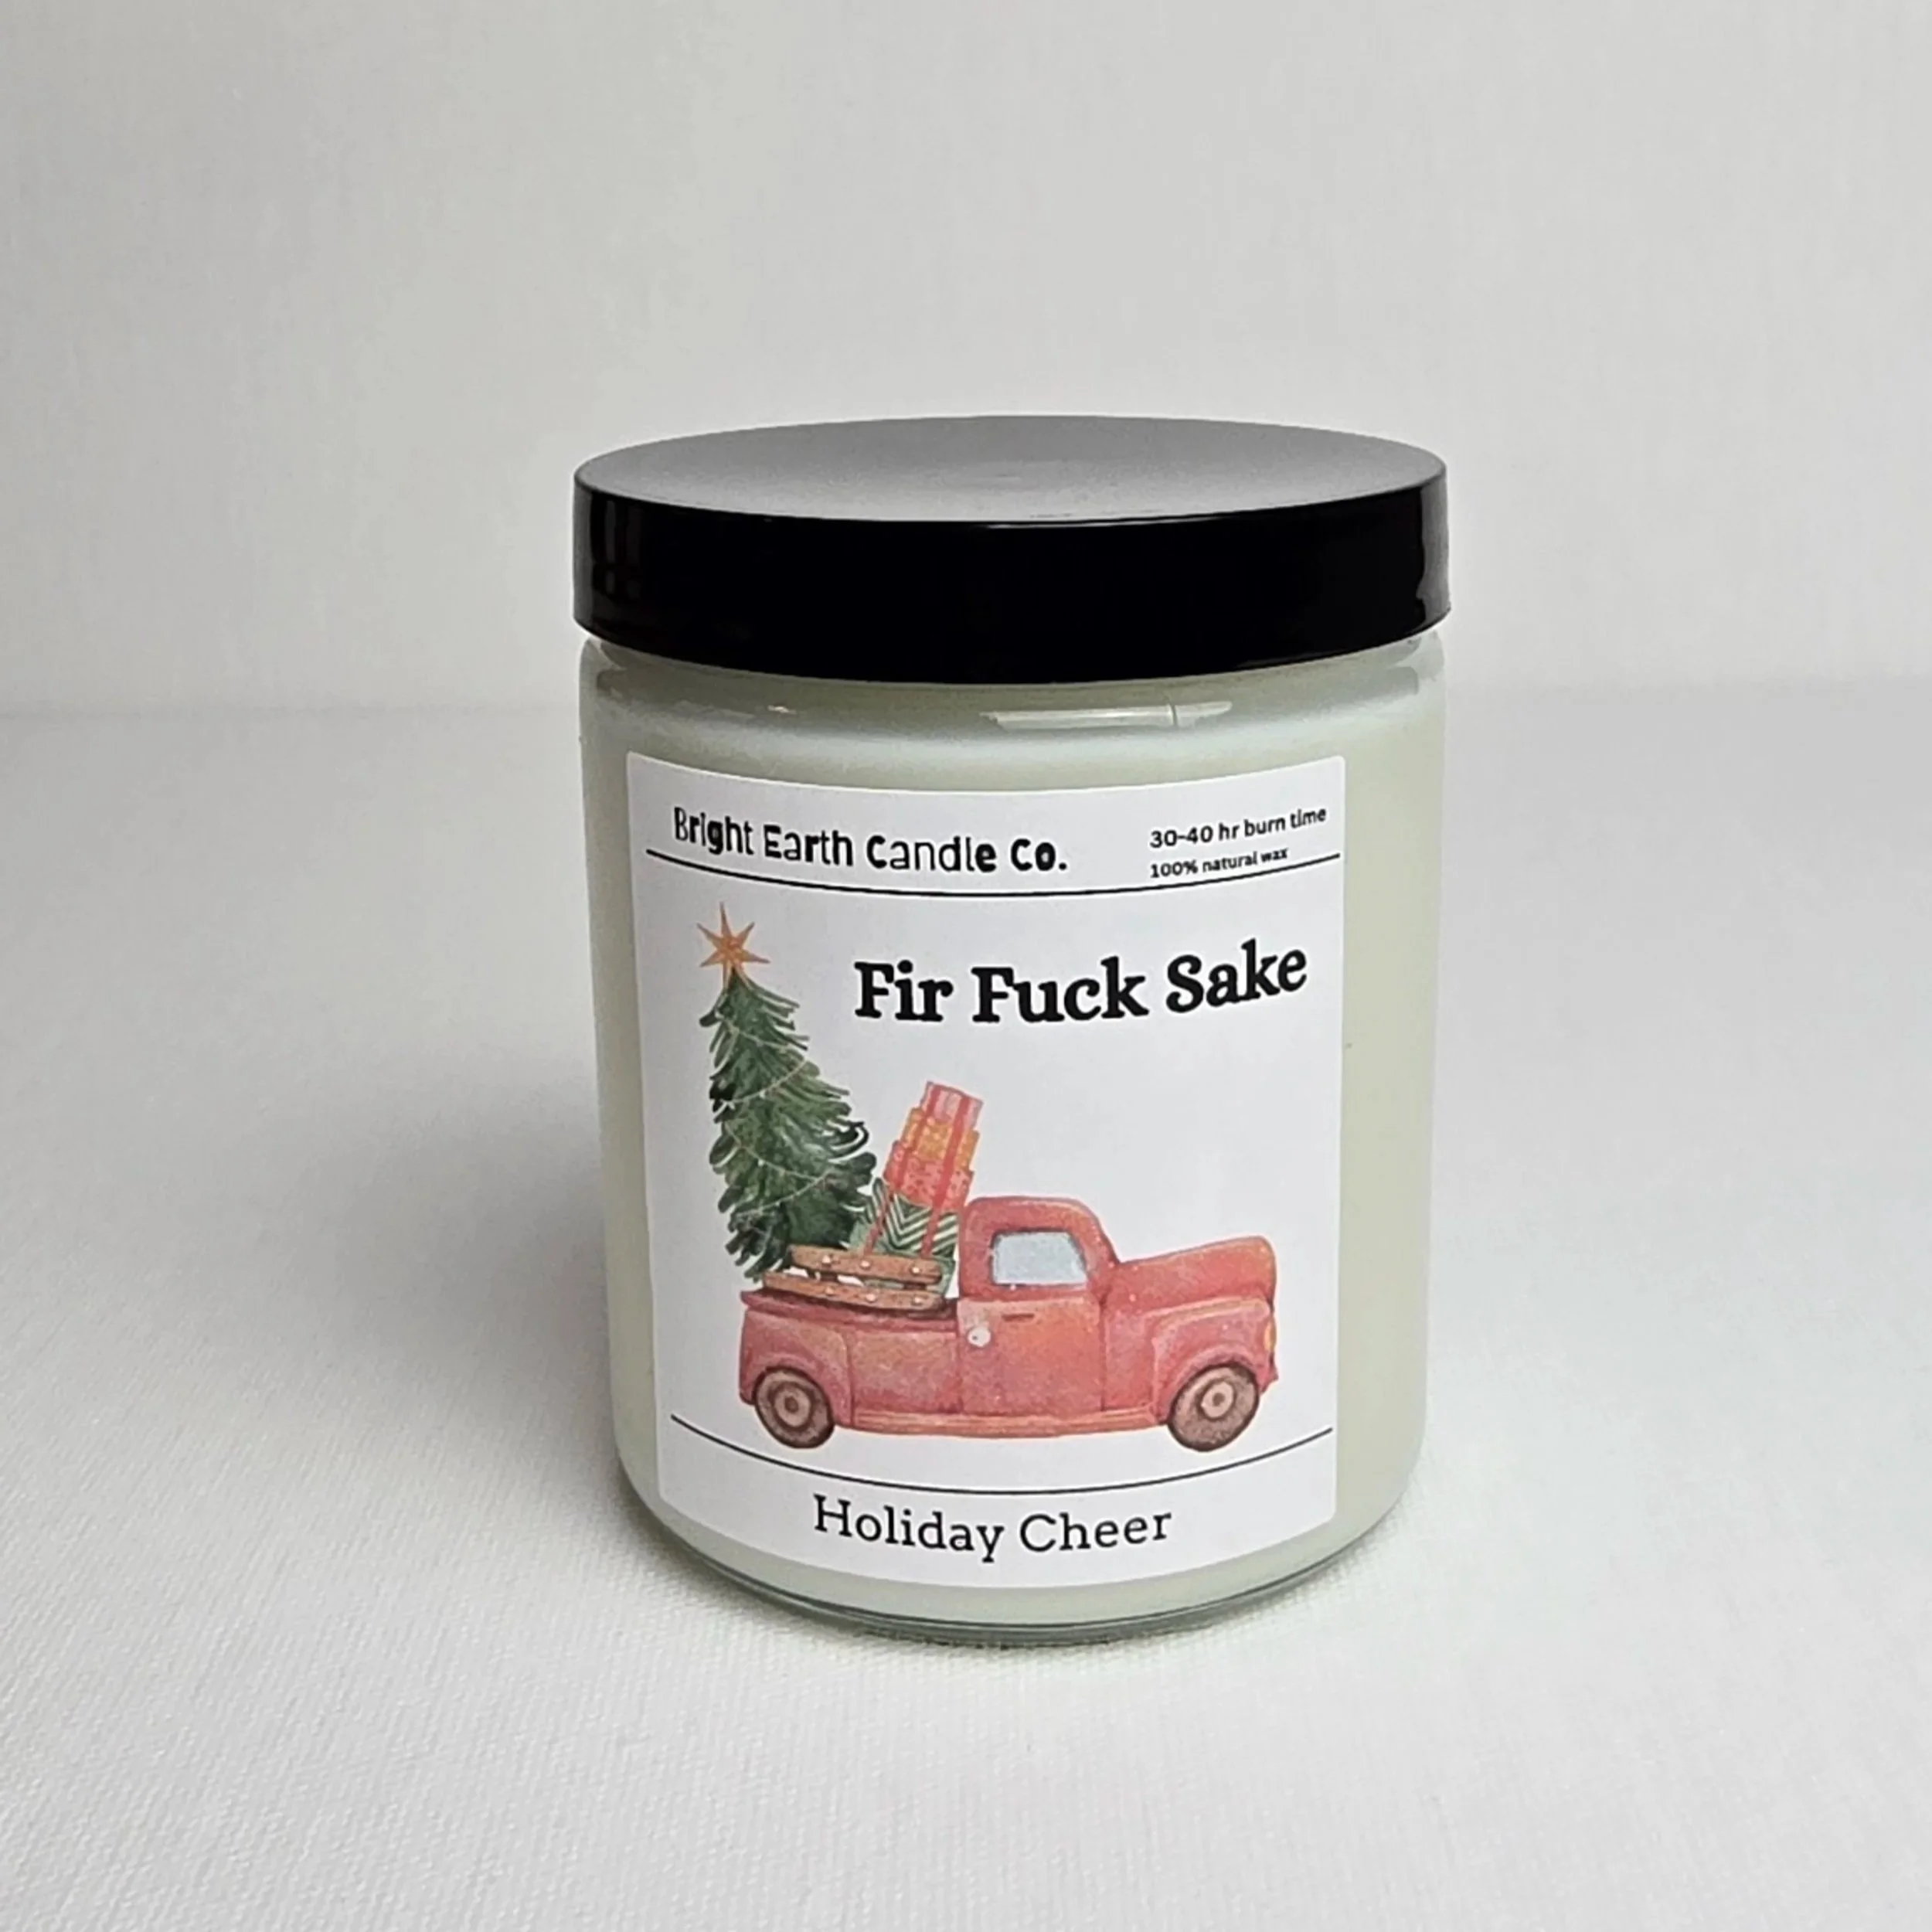 Bright Earth Candle Co.
30-40 hr burn time
100% natural wax
Fir Fuck Sake
Holiday Cheer